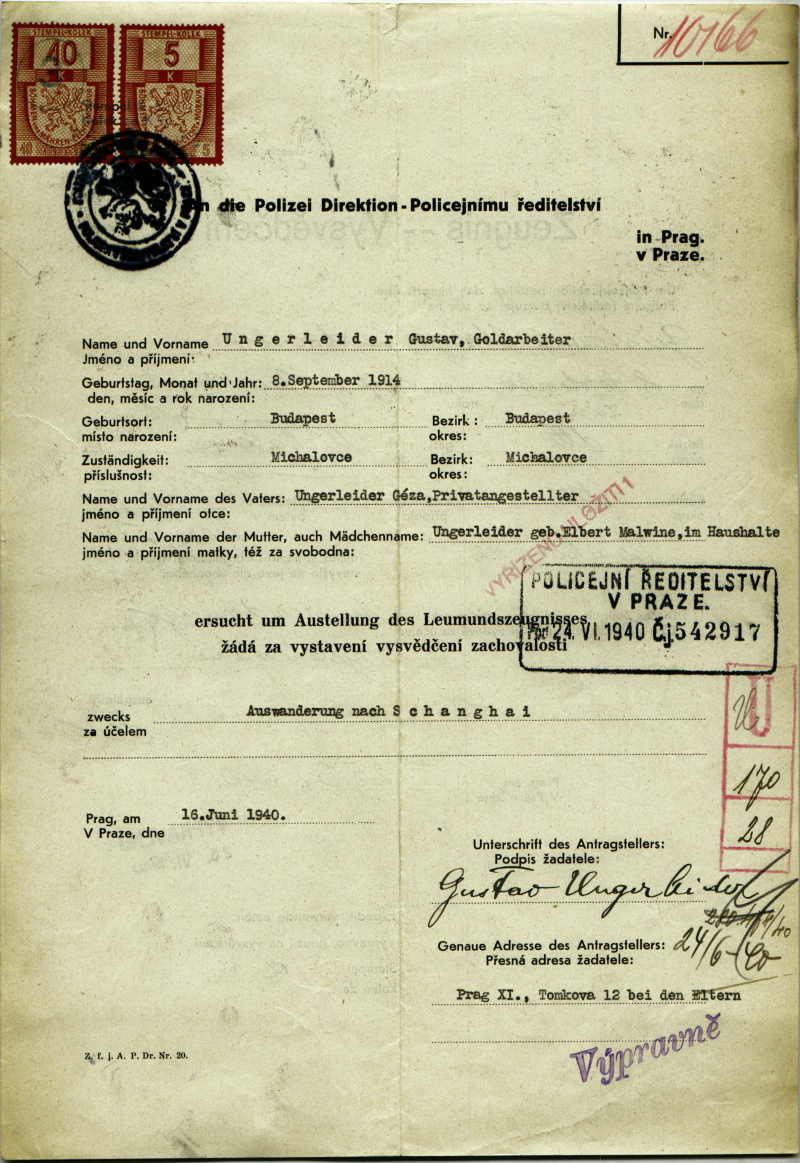 STEMPEL-KOLEK STEMPEL-KOLEK
40 5
K K
40 5
Nr. 10166
An die Polizei Direktion - Policejnímu ředitelství
in Prag.
v Praze.
Name und Vorname Ungerleider Gustav, Goldarbeiter
Jméno a příjmení:
Geburtstag, Monat und Jahr: 8.September 1914
den, měsíc a rok narození:
Geburtsort: Budapest Bezirk: Budapest
místo narození: okres:
Zuständigkeit: Michalovce Bezirk: Michalovce
příslušnost: okres:
Name und Vorname des Vaters: Ungerleider Géza,Privatangestellter
jméno a příjmení otce:
Name und Vorname der Mutter, auch Mädchenname: Ungerleider geb.Elbert Malwine,im Haushalte
jméno a příjmení matky, též za svobodna:
POLICEJNÍ ŘEDITELSTVÍ
V PRAZE.
24. VI. 1940 Čj. 542917
ersucht um Austellung des Leumundszeugnisses
žádá za vystavení vysvědčení zachovalosti
zwecks Auswanderung nach Schanghai
za účelem
U
170
28
Prag, am 16.Juni 1940.
V Praze, dne
Unterschrift des Antragstellers:
Podpis žadatele:
Gustav Ungerleider
24/6
Genaue Adresse des Antragstellers:
Přesná adresa žadatele:
Prag XI., Tomkova 12 bei den Eltern
Výpravně
Z. f. j. A. P. Dr. Nr. 20.